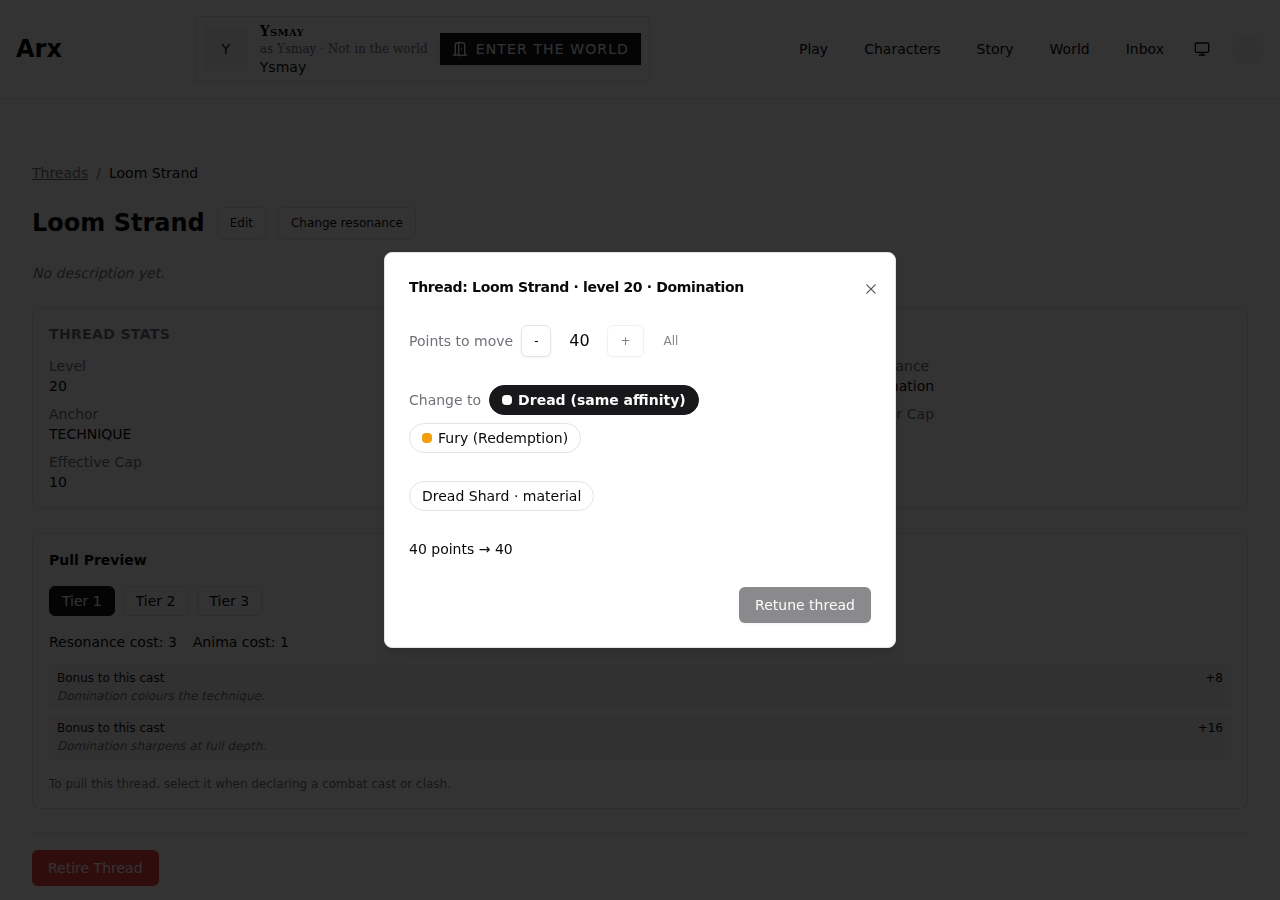 Arx
Y
Ysmay
as Ysmay · Not in the world
Ysmay
ENTER THE WORLD
Play
Characters
Story
World
Inbox
Threads / Loom Strand
Loom Strand
Edit
Change resonance
No description yet.
THREAD STATS
Level
20
Anchor
TECHNIQUE
Effective Cap
10
Thread: Loom Strand · level 20 · Domination
Points to move - 40 + All
Change to Dread (same affinity)
Fury (Redemption)
Dread Shard · material
40 points → 40
Retune thread
Pull Preview
Tier 1 Tier 2 Tier 3
Resonance cost: 3 Anima cost: 1
Bonus to this cast +8
Domination colours the technique.
Bonus to this cast +16
Domination sharpens at full depth.
To pull this thread, select it when declaring a combat cast or clash.
Retire Thread